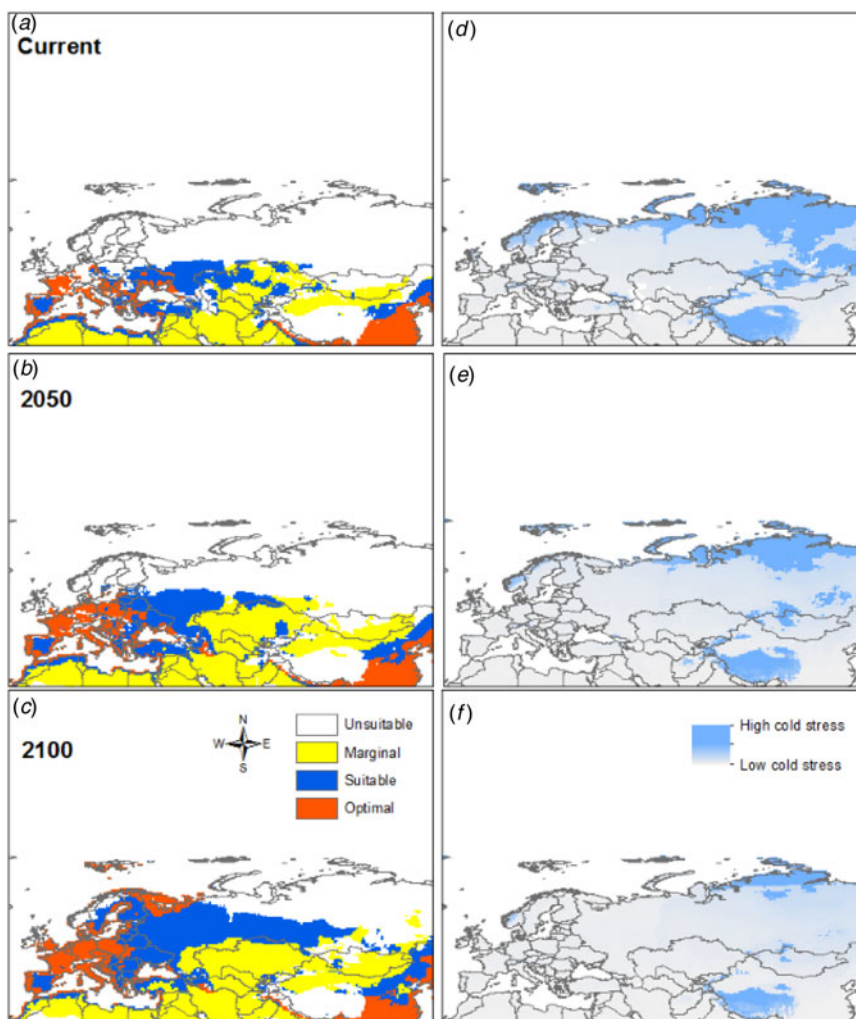 (a)
Current
(d)
(b)
2050
(e)
(c)
2100
N
W E
S
Unsuitable
Marginal
Suitable
Optimal
(f)
High cold stress
Low cold stress